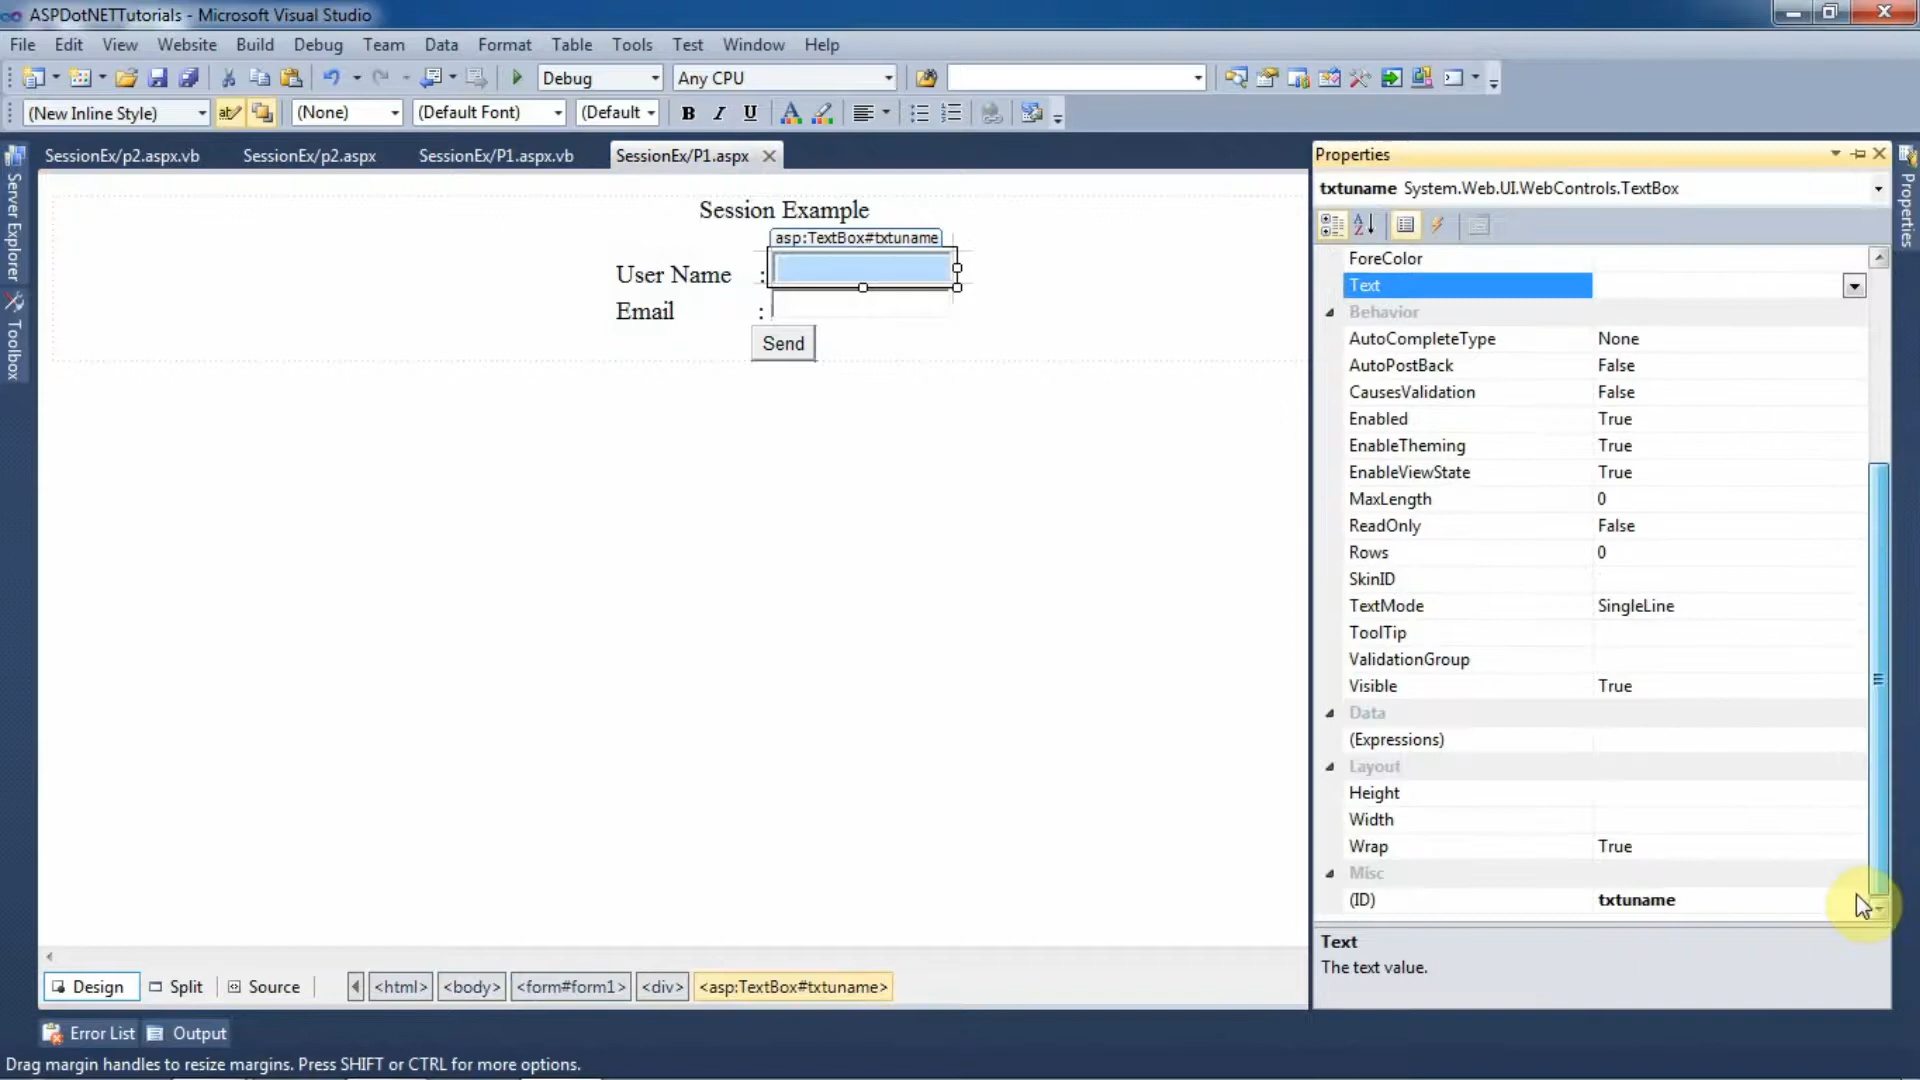 ASPDotNETTutorials - Microsoft Visual Studio
File Edit View Website Build Debug Team Data Format Table Tools Test Window Help
Debug Any CPU
(New Inline Style) (None) (Default Font) (Default B I U A
SessionEx/p2.aspx.vb SessionEx/p2.aspx SessionEx/P1.aspx.vb SessionEx/P1.aspx
Server Explorer
Toolbox
Session Example
asp:TextBox#txtuname
User Name :
Email :
Send
Properties
txtuname System.Web.UI.WebControls.TextBox
ForeColor
Text
Behavior
AutoCompleteType None
AutoPostBack False
CausesValidation False
Enabled True
EnableTheming True
EnableViewState True
MaxLength 0
ReadOnly False
Rows 0
SkinID
TextMode SingleLine
ToolTip
ValidationGroup
Visible True
Data
(Expressions)
Layout
Height
Width
Wrap True
Misc
(ID) txtuname
Text
The text value.
Properties
Design Split Source <html> <body> <form#form1> <div> <asp:TextBox#txtuname>
Error List Output
Drag margin handles to resize margins. Press SHIFT or CTRL for more options.